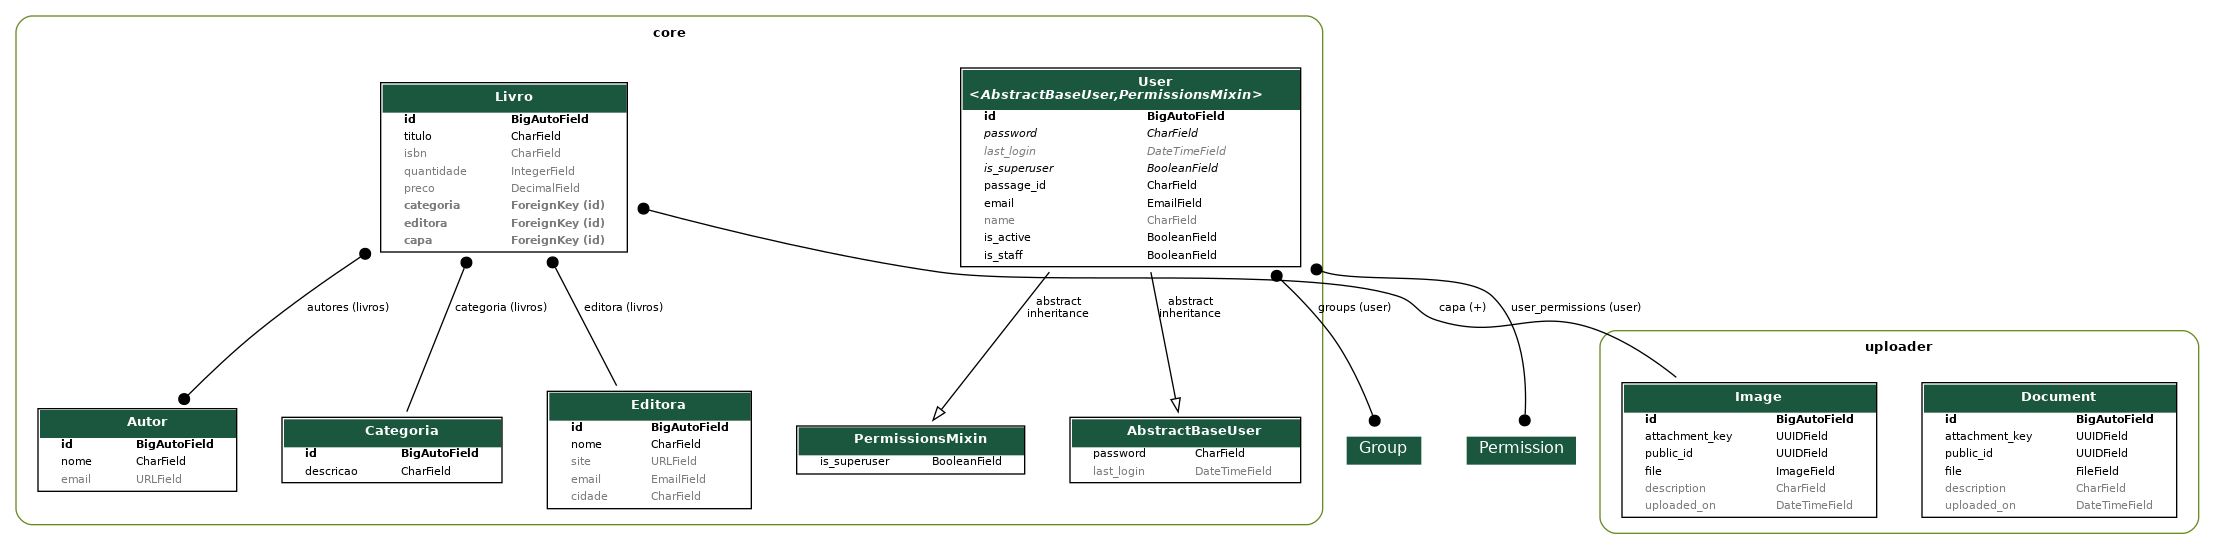 core
Livro
id BigAutoField
titulo CharField
isbn CharField
quantidade IntegerField
preco DecimalField
categoria ForeignKey (id)
editora ForeignKey (id)
capa ForeignKey (id)
User
<AbstractBaseUser,PermissionsMixin>
id BigAutoField
password CharField
last_login DateTimeField
is_superuser BooleanField
passage_id CharField
email EmailField
name CharField
is_active BooleanField
is_staff BooleanField
autores (livros)
categoria (livros)
editora (livros)
abstract
inheritance
abstract
inheritance
groups (user)
capa (+)
user_permissions (user)
Autor
id BigAutoField
nome CharField
email URLField
Categoria
id BigAutoField
descricao CharField
Editora
id BigAutoField
nome CharField
site URLField
email EmailField
cidade CharField
PermissionsMixin
is_superuser BooleanField
AbstractBaseUser
password CharField
last_login DateTimeField
Group
Permission
uploader
Image
id BigAutoField
attachment_key UUIDField
public_id UUIDField
file ImageField
description CharField
uploaded_on DateTimeField
Document
id BigAutoField
attachment_key UUIDField
public_id UUIDField
file FileField
description CharField
uploaded_on DateTimeField